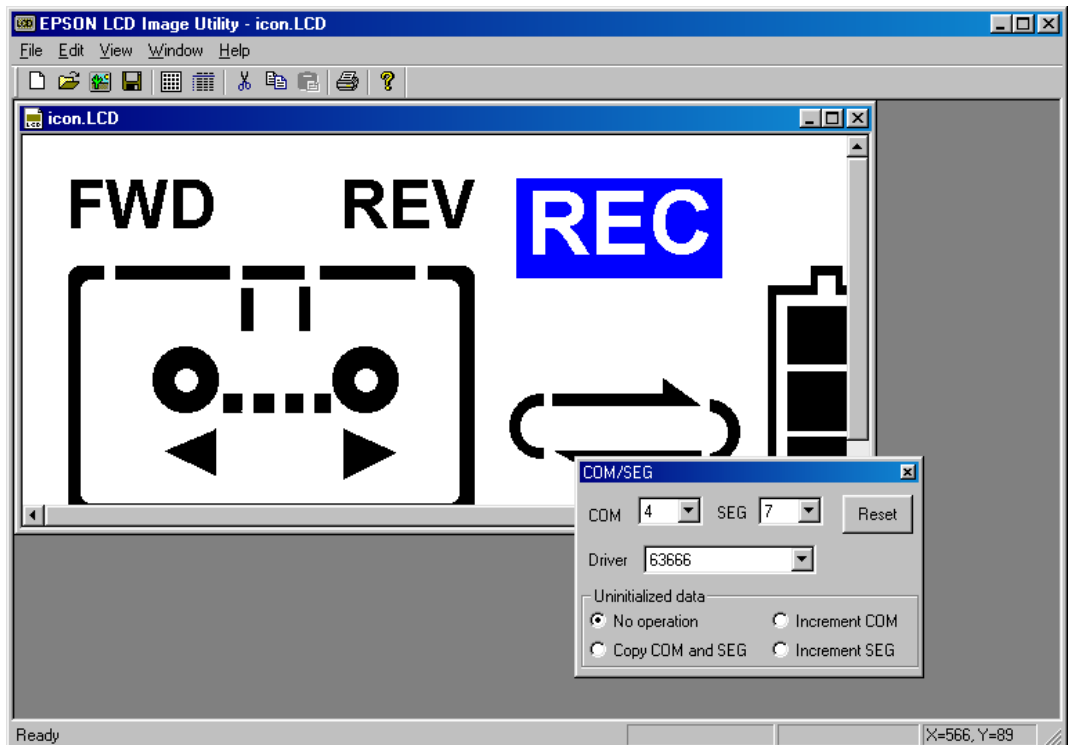 EPSON LCD Image Utility - icon.LCD
File Edit View Window Help
icon.LCD
FWD REV REC
COM/SEG
COM 4 SEG 7 Reset
Driver 63666
Uninitialized data
No operation Increment COM
Copy COM and SEG Increment SEG
Ready X=566, Y=89